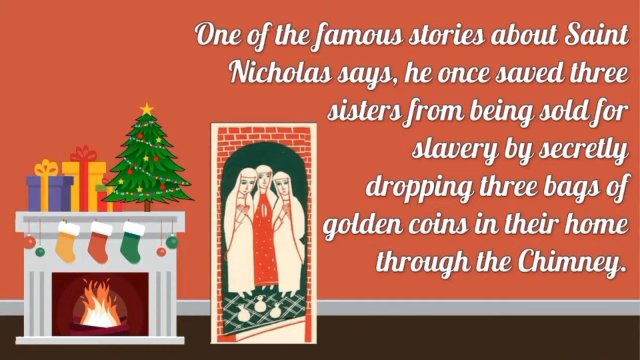 One of the famous stories about Saint
Nicholas says, he once saved three
sisters from being sold for
slavery by secretly
dropping three bags of
golden coins in their home
through the Chimney.